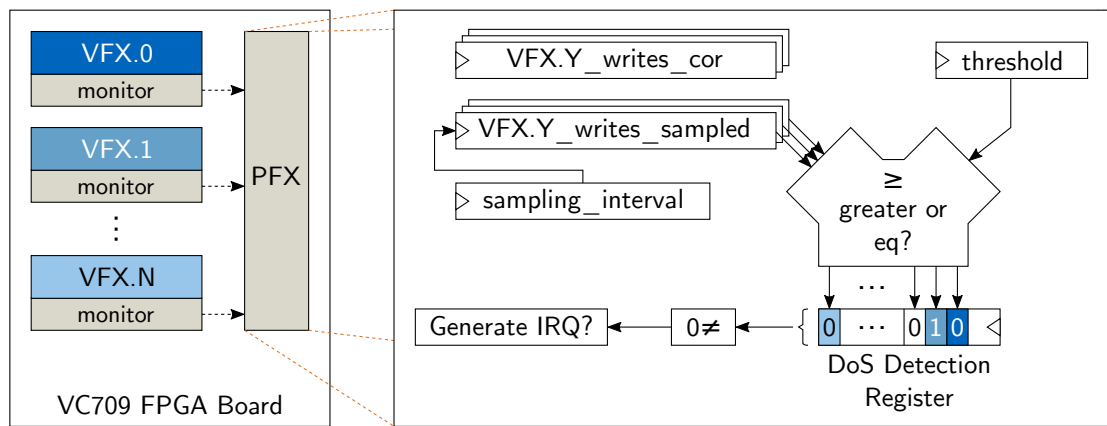 VFX.0
monitor
VFX.1
monitor
⋮
VFX.N
monitor
PFX
VC709 FPGA Board
VFX.Y_writes_cor
threshold
VFX.Y_writes_sampled
sampling_interval
≥
greater or
eq?
...
Generate IRQ?
0≠
0 ... 0 1 0
DoS Detection
Register